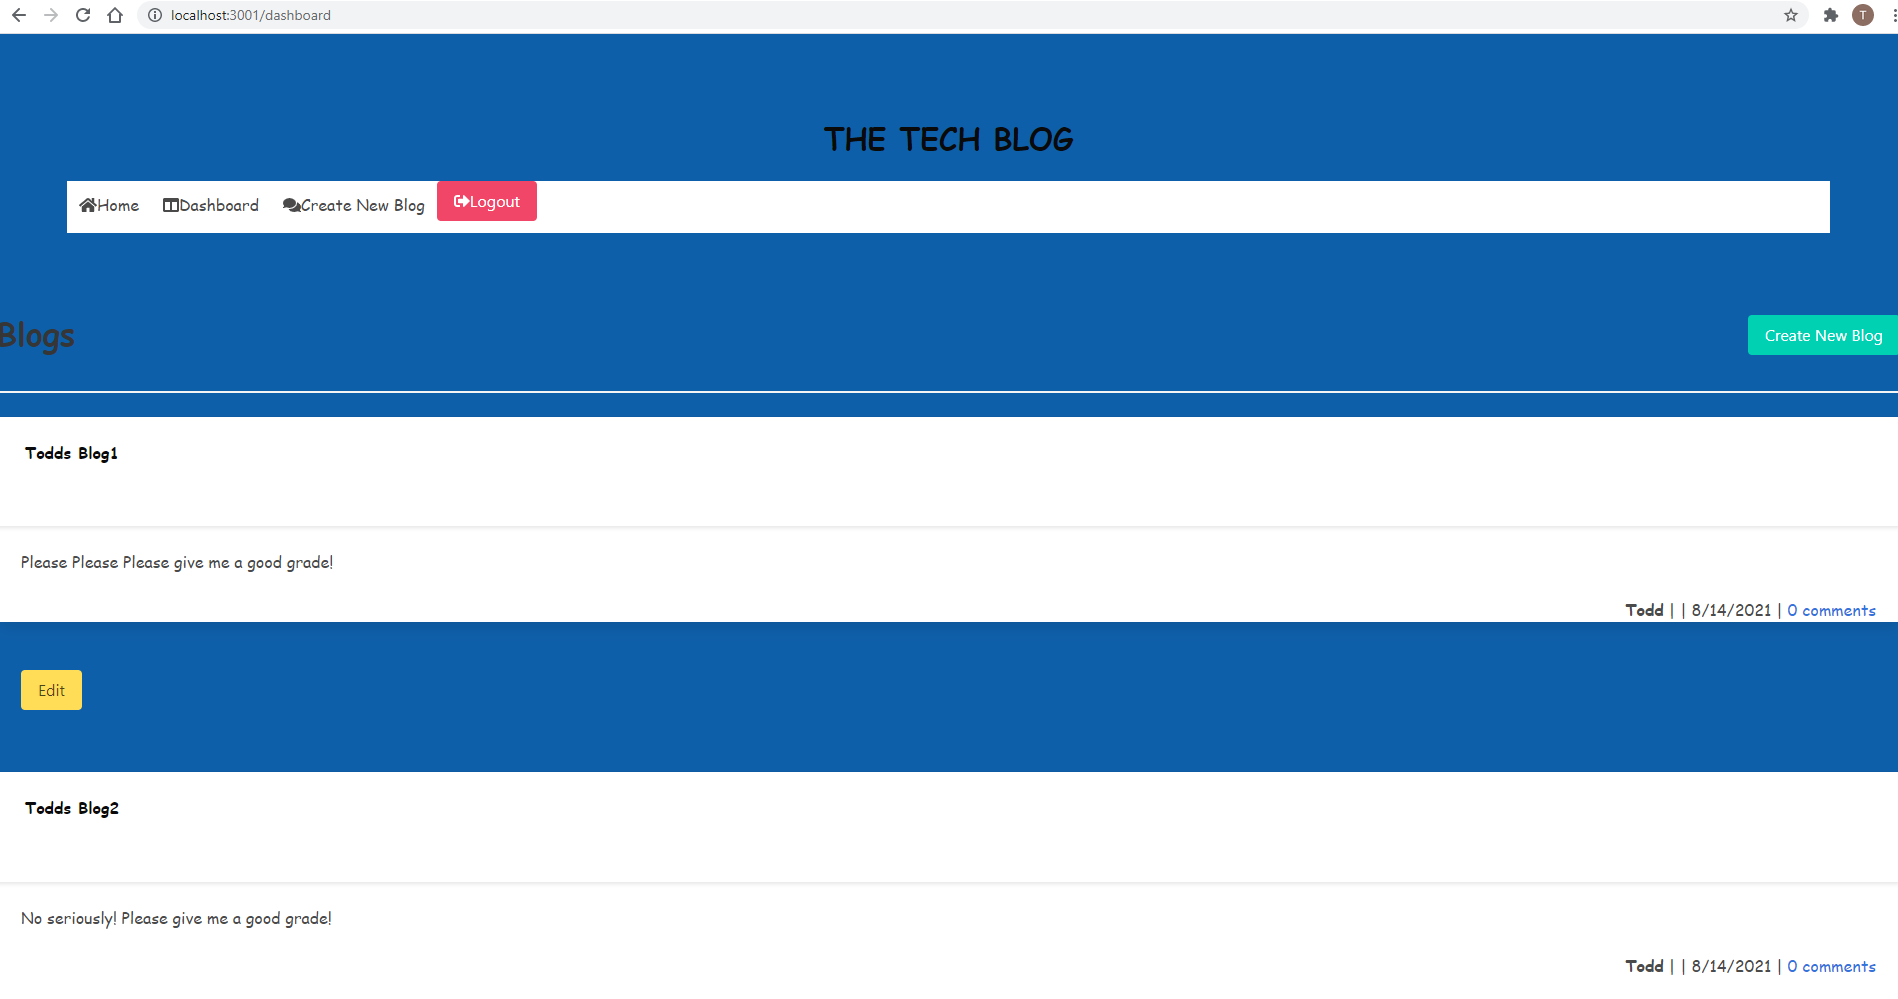 localhost:3001/dashboard
T
THE TECH BLOG
Home Dashboard Create New Blog Logout
Blogs
Create New Blog
Todds Blog1
Please Please Please give me a good grade!
Todd | | 8/14/2021 | 0 comments
Edit
Todds Blog2
No seriously! Please give me a good grade!
Todd | | 8/14/2021 | 0 comments